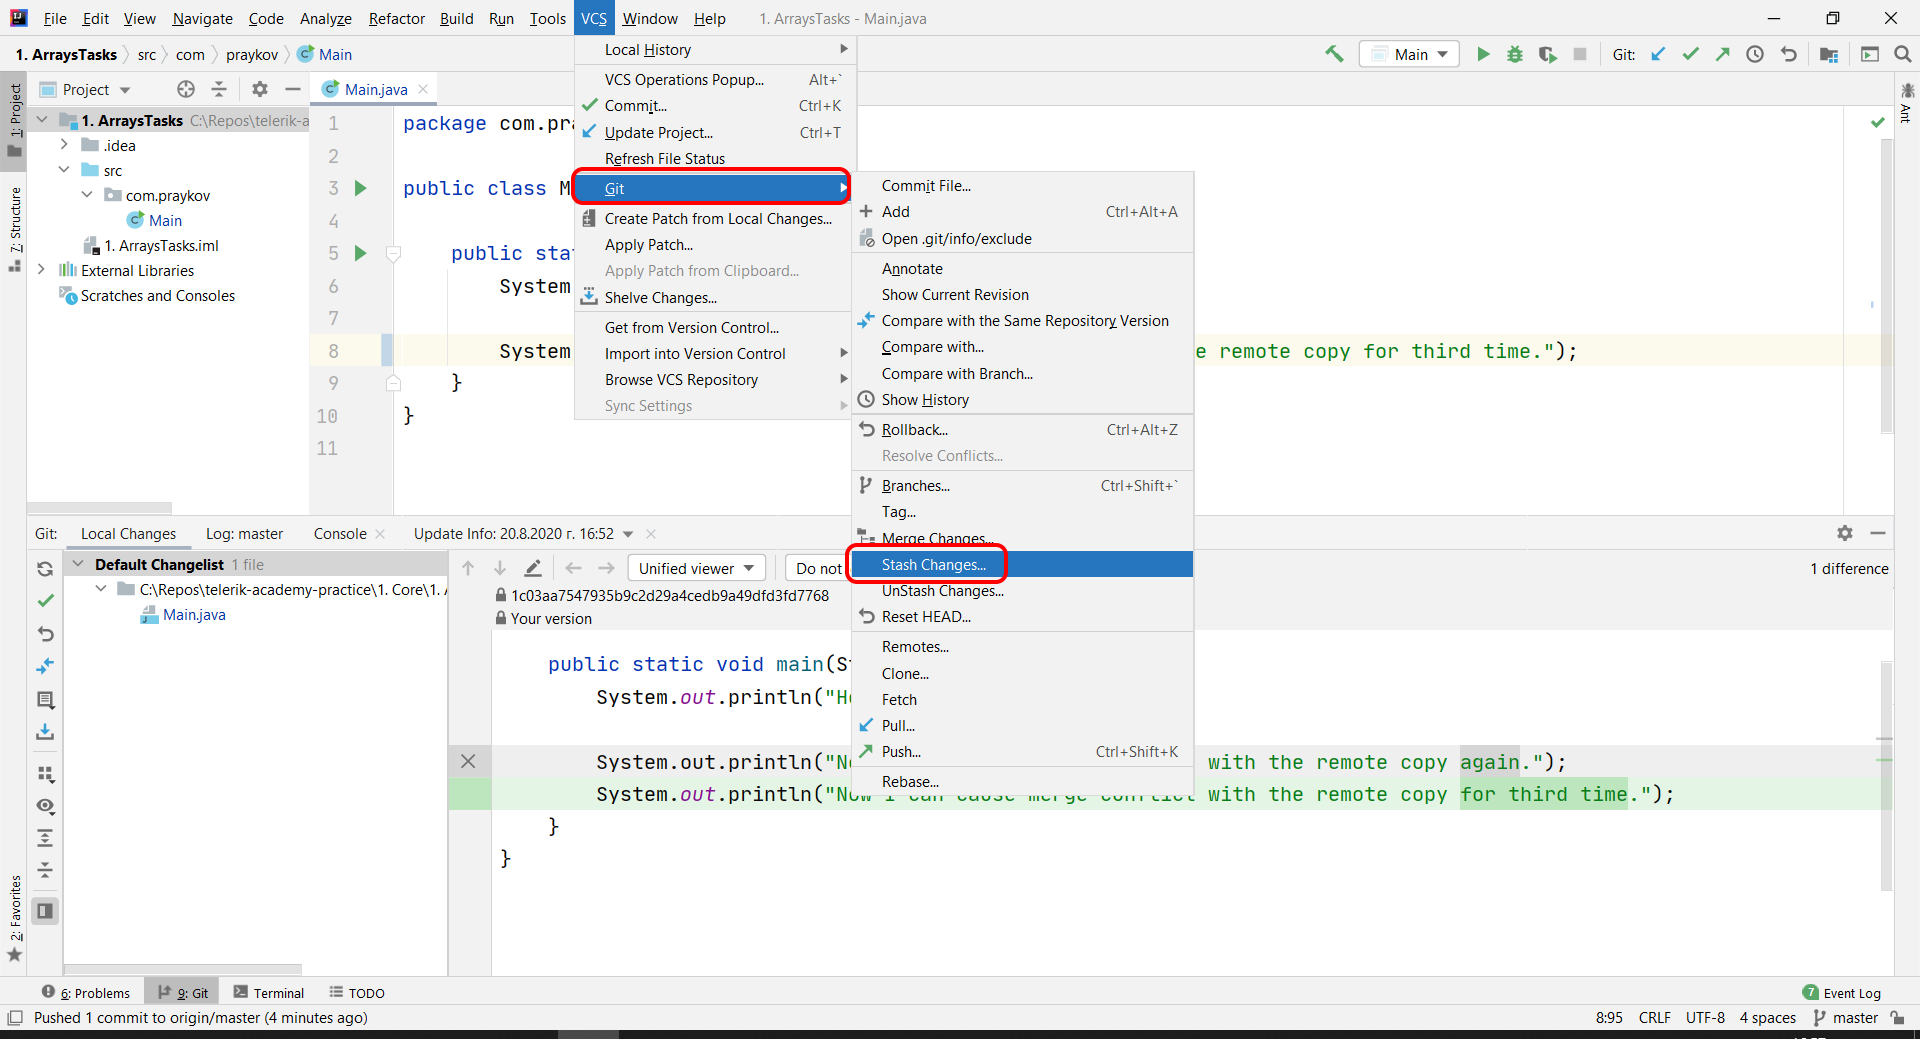 File Edit View Navigate Code Analyze Refactor Build Run Tools VCS Window Help 1. ArraysTasks - Main.java
1. ArraysTasks src com praykov Main
Main
Git:
1: Project
7: Structure
2: Favorites
Ant
Project
Main.java
1. ArraysTasks C:\Repos\telerik-a
.idea
src
com.praykov
Main
1. ArraysTasks.iml
External Libraries
Scratches and Consoles
1 package com.pra
2
3 public class M
4
5 public stat
6 System
7
8 System e remote copy for third time.");
9 }
10 }
11
Local History
VCS Operations Popup... Alt+`
Commit... Ctrl+K
Update Project... Ctrl+T
Refresh File Status
Git
Create Patch from Local Changes...
Apply Patch...
Apply Patch from Clipboard...
Shelve Changes...
Get from Version Control...
Import into Version Control
Browse VCS Repository
Sync Settings
Commit File...
Add Ctrl+Alt+A
Open .git/info/exclude
Annotate
Show Current Revision
Compare with the Same Repository Version
Compare with...
Compare with Branch...
Show History
Rollback... Ctrl+Alt+Z
Resolve Conflicts...
Branches... Ctrl+Shift+`
Tag...
Merge Changes...
Stash Changes...
UnStash Changes...
Reset HEAD...
Remotes...
Clone...
Fetch
Pull...
Push... Ctrl+Shift+K
Rebase...
Git: Local Changes Log: master Console Update Info: 20.8.2020 г. 16:52
Default Changelist 1 file
C:\Repos\telerik-academy-practice\1. Core\1. A
Main.java
Unified viewer
Do not
1 difference
1c03aa7547935b9c2d29a4cedb9a49dfd3fd7768
Your version
public static void main(St
System.out.println("He
System.out.println("No with the remote copy again.");
System.out.println("Now i can cause merge conflict with the remote copy for third time.");
}
}
6: Problems 9: Git Terminal TODO
7 Event Log
Pushed 1 commit to origin/master (4 minutes ago)
8:95 CRLF UTF-8 4 spaces master